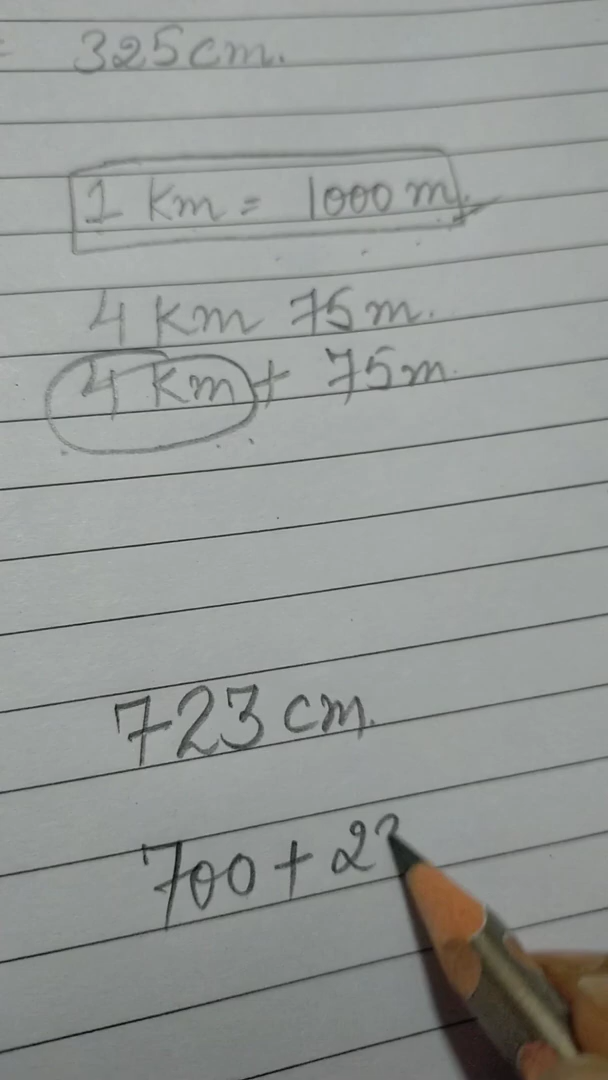 = 325 cm.
1 Km = 1000 m.
4 Km 75 m.
4 Km + 75 m.
723 cm.
700 + 23